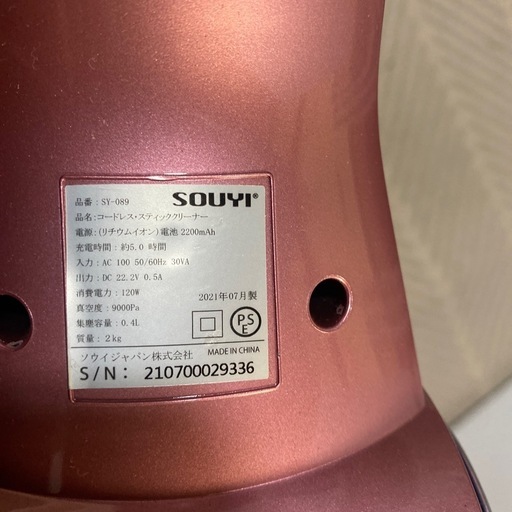 SOUYI®
品番 : SY-089
品名:コードレス・スティッククリーナー
電源:(リチウムイオン)電池 2200mAh
充電時間 : 約5.0 時間
入力 : AC 100 50/60Hz 30VA
出力 : DC 22.2V 0.5A
消費電力 : 120W
2021年07月製
真空度 : 9000Pa
集塵容量 : 0.4L
PSE
質量 : 2kg
ソウイジャパン株式会社 MADE IN CHINA
S/N: 210700029336